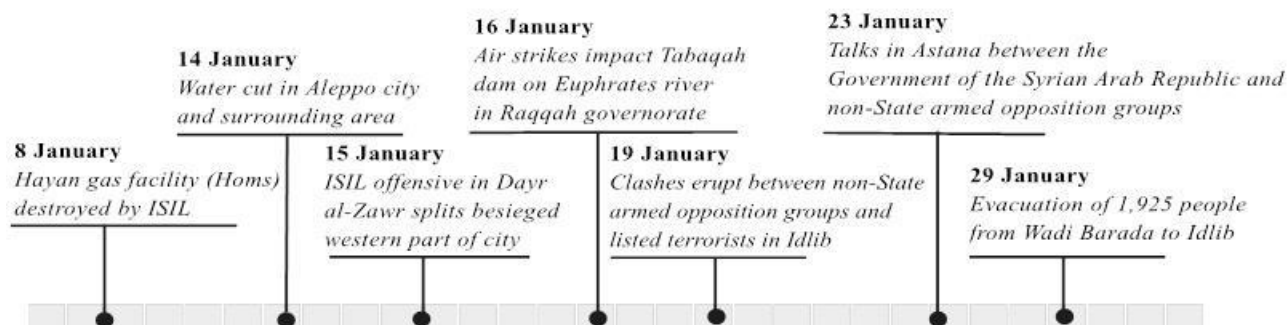 8 January
Hayan gas facility (Homs)
destroyed by ISIL
14 January
Water cut in Aleppo city
and surrounding area
15 January
ISIL offensive in Dayr
al-Zawr splits besieged
western part of city
16 January
Air strikes impact Tabaqah
dam on Euphrates river
in Raqqah governorate
19 January
Clashes erupt between non-State
armed opposition groups and
listed terrorists in Idlib
23 January
Talks in Astana between the
Government of the Syrian Arab Republic and
non-State armed opposition groups
29 January
Evacuation of 1,925 people
from Wadi Barada to Idlib